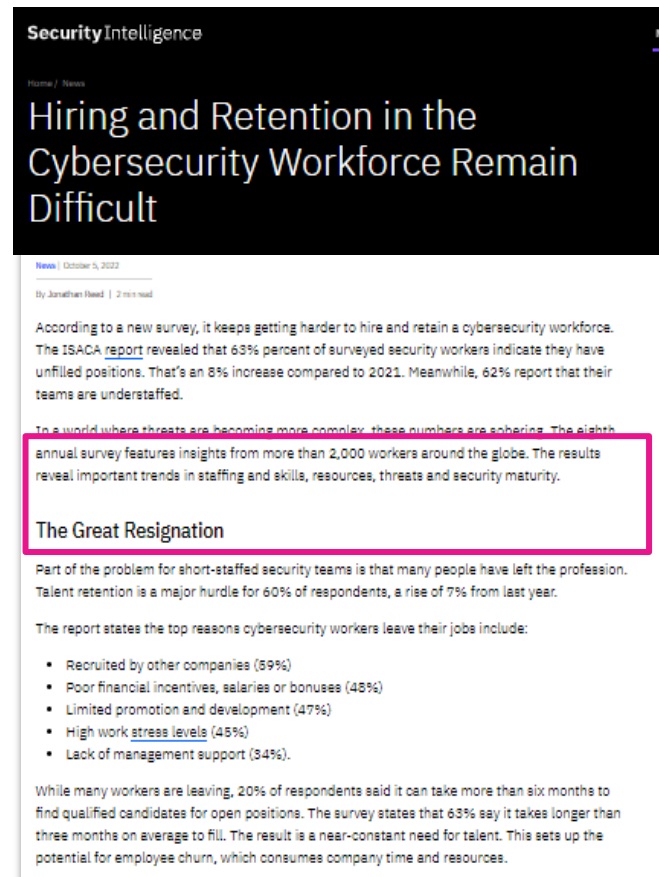 Security Intelligence
Home / News
Hiring and Retention in the
Cybersecurity Workforce Remain
Difficult
News | October 5, 2022
By Jonathan Reed | 2 min read
According to a new survey, it keeps getting harder to hire and retain a cybersecurity workforce.
The ISACA report revealed that 63% percent of surveyed security workers indicate they have
unfilled positions. That's an 8% increase compared to 2021. Meanwhile, 62% report that their
teams are understaffed.
In a world where threats are becoming more complex, these numbers are sobering. The eighth
annual survey features insights from more than 2,000 workers around the globe. The results
reveal important trends in staffing and skills, resources, threats and security maturity.
The Great Resignation
Part of the problem for short-staffed security teams is that many people have left the profession.
Talent retention is a major hurdle for 60% of respondents, a rise of 7% from last year.
The report states the top reasons cybersecurity workers leave their jobs include:
• Recruited by other companies (59%)
• Poor financial incentives, salaries or bonuses (48%)
• Limited promotion and development (47%)
• High work stress levels (45%)
• Lack of management support (34%).
While many workers are leaving, 20% of respondents said it can take more than six months to
find qualified candidates for open positions. The survey states that 63% say it takes longer than
three months on average to fill. The result is a near-constant need for talent. This sets up the
potential for employee churn, which consumes company time and resources.